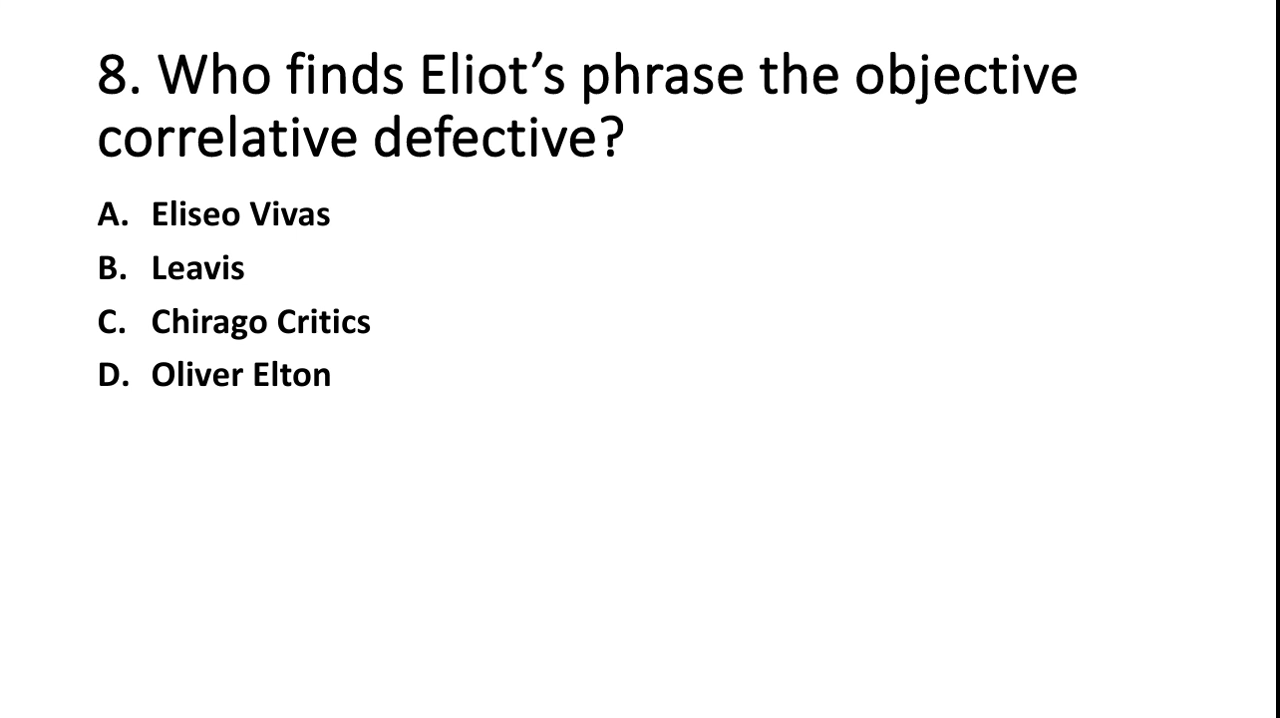 8. Who finds Eliot’s phrase the objective
correlative defective?
A. Eliseo Vivas
B. Leavis
C. Chirago Critics
D. Oliver Elton